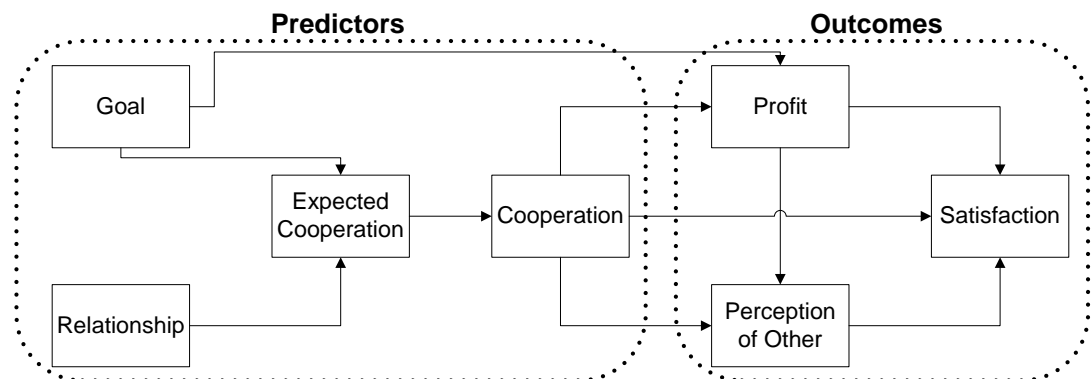 Predictors
Outcomes
Goal
Profit
Expected
Cooperation
Cooperation
Satisfaction
Relationship
Perception
of Other